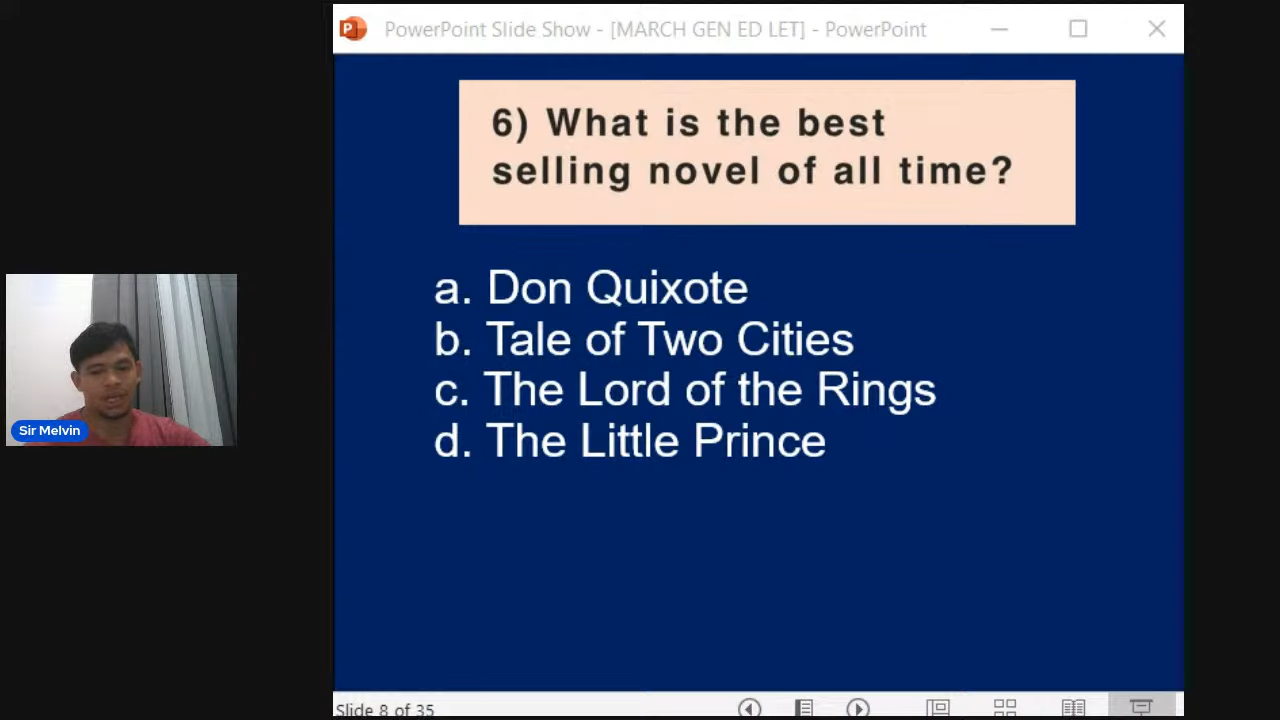 PowerPoint Slide Show - [MARCH GEN ED LET] - PowerPoint
6) What is the best
selling novel of all time?
a. Don Quixote
b. Tale of Two Cities
c. The Lord of the Rings
d. The Little Prince
Sir Melvin
Slide 8 of 35